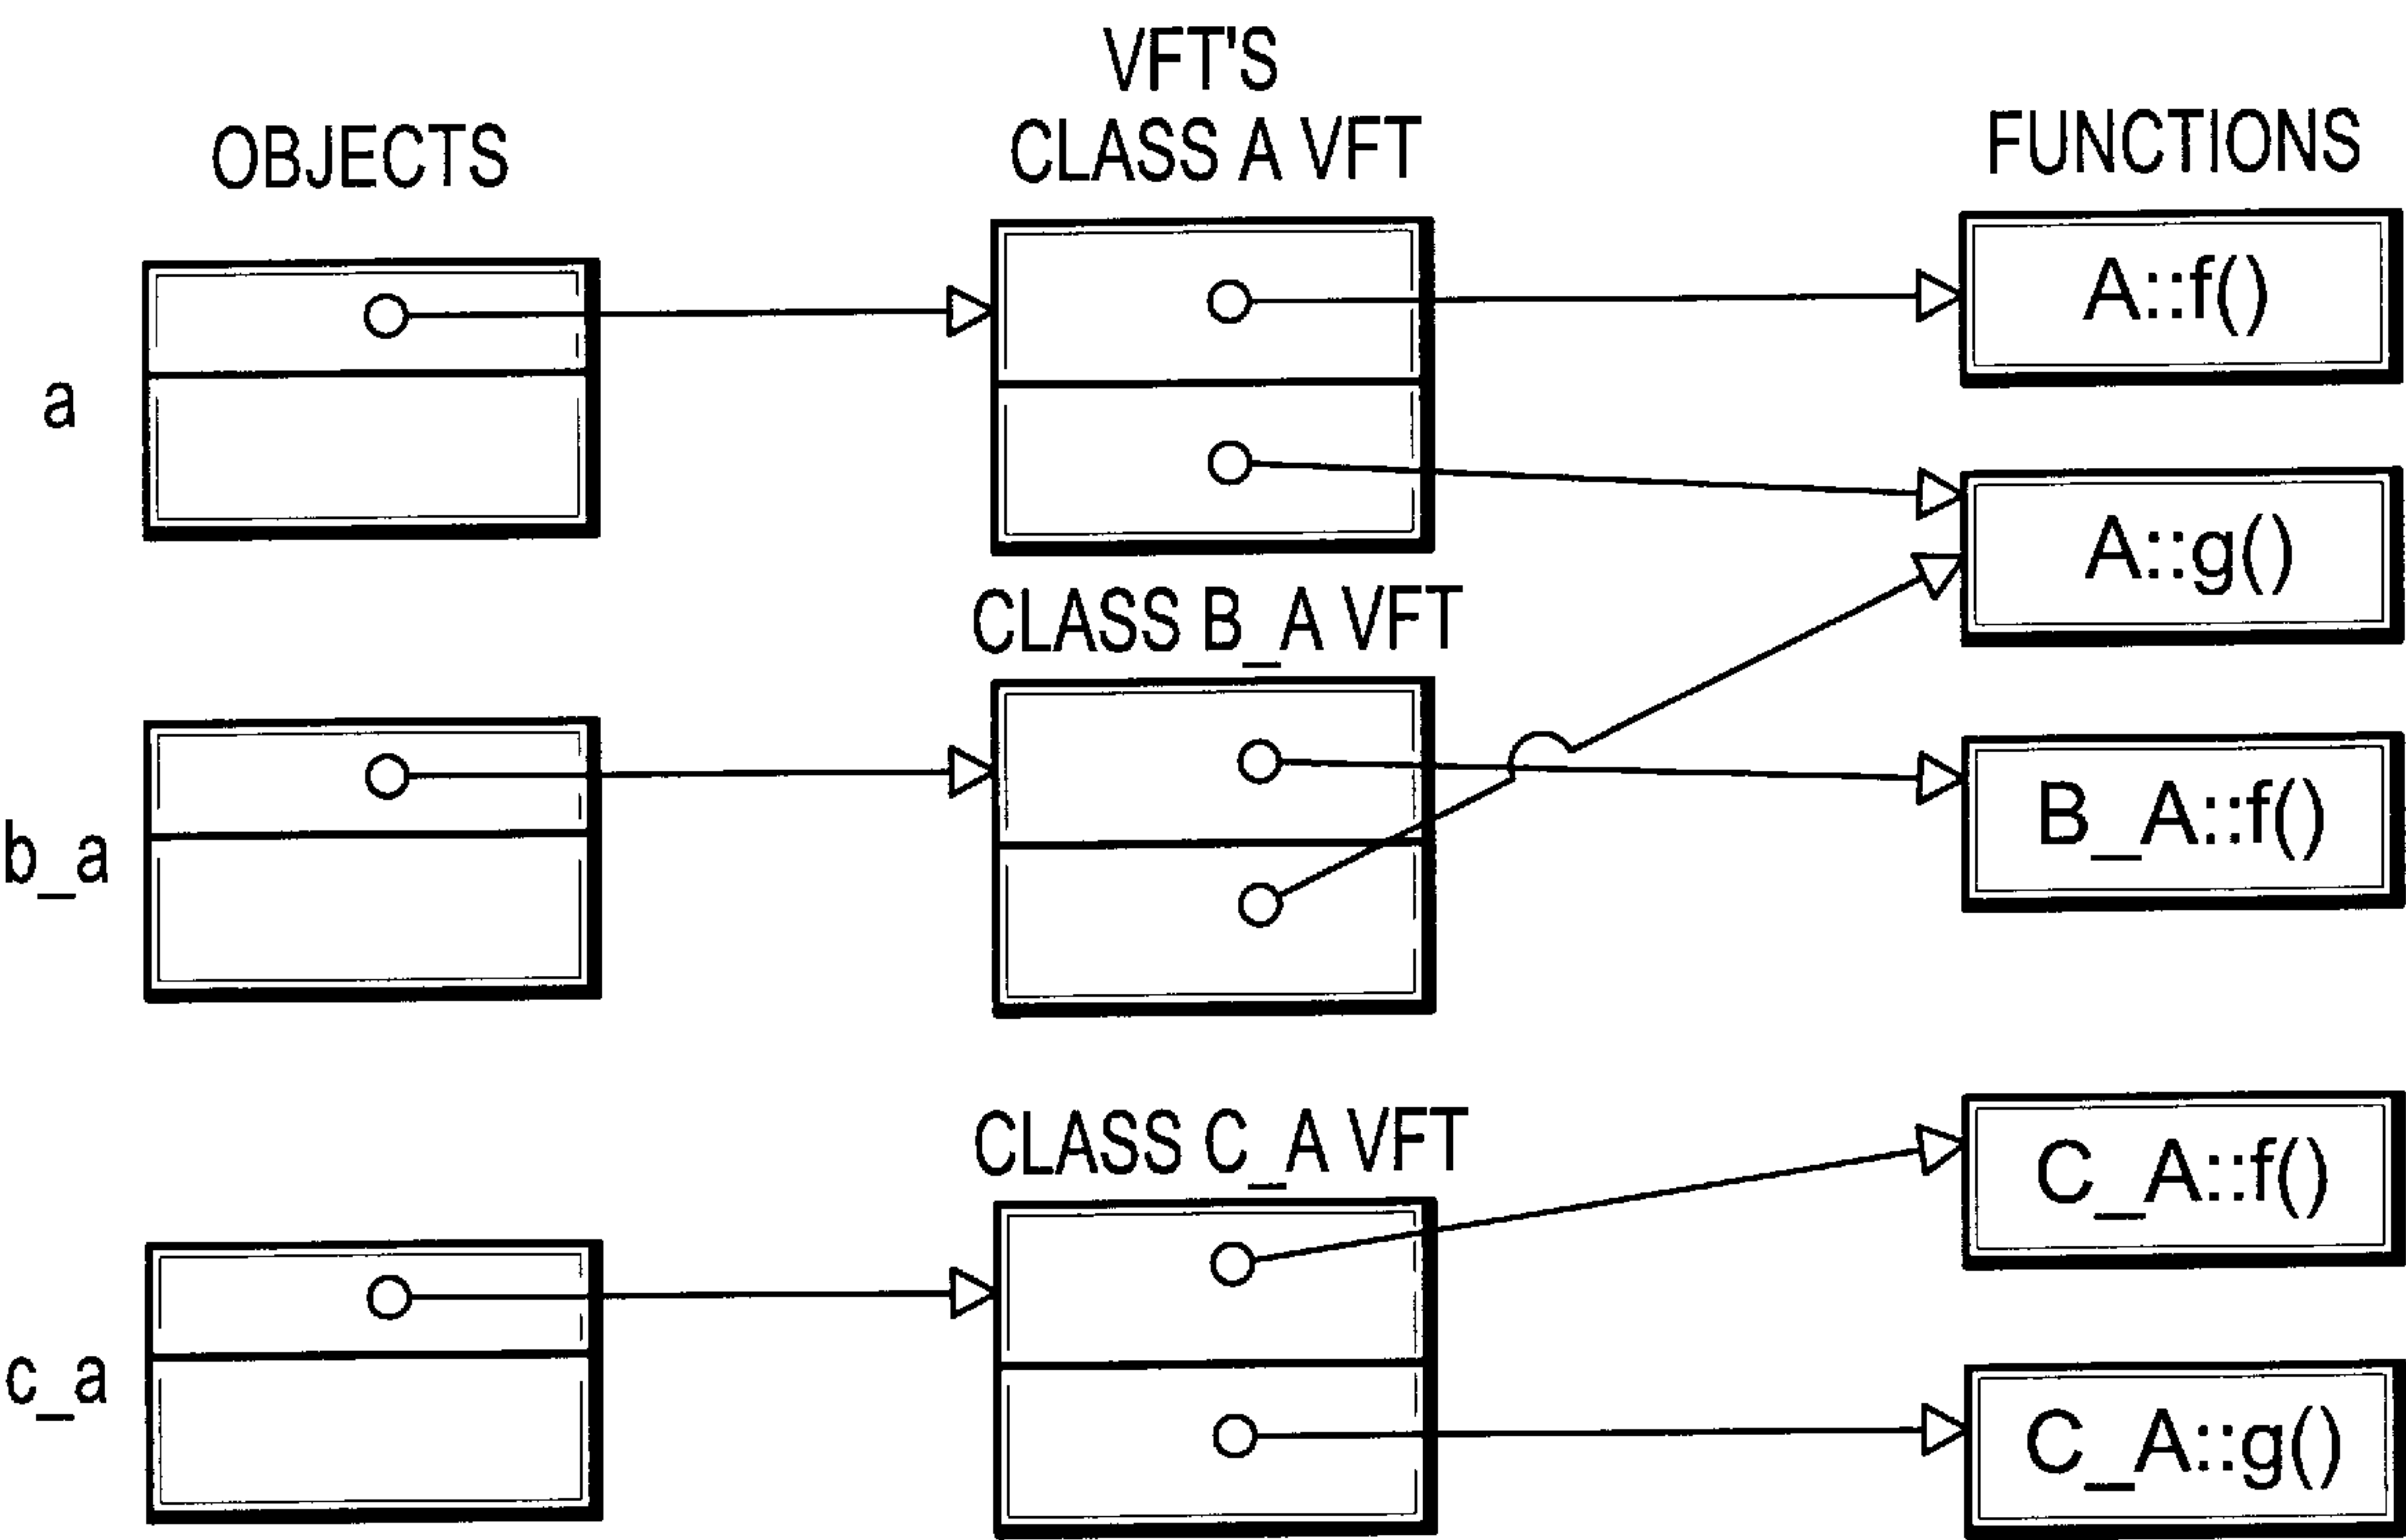 VFT'S
OBJECTS
CLASS A VFT
FUNCTIONS
a
A::f()
A::g()
CLASS B_A VFT
b_a
B_A::f()
CLASS C_A VFT
C_A::f()
c_a
C_A::g()